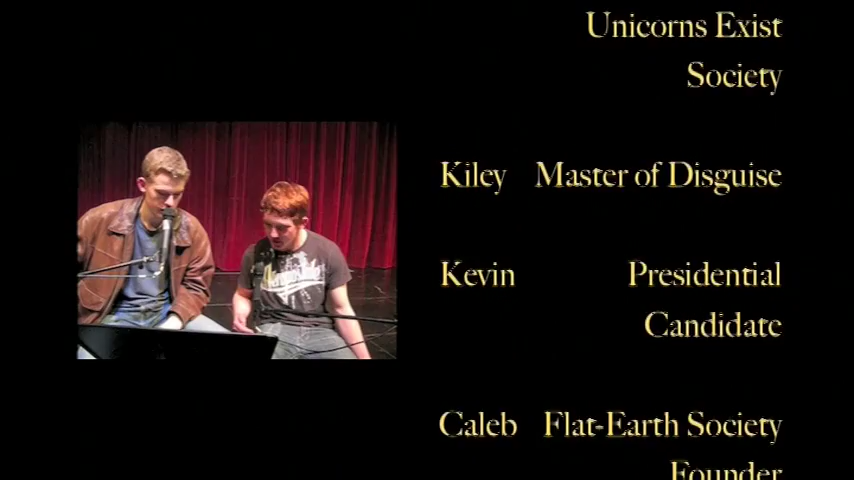 Unicorns Exist
Society
Kiley Master of Disguise
Kevin Presidential
Candidate
Caleb Flat-Earth Society
Founder